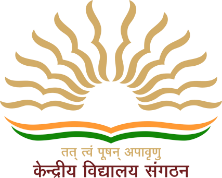 तत् त्वं पूषन् अपावृणु
केन्द्रीय विद्यालय संगठन